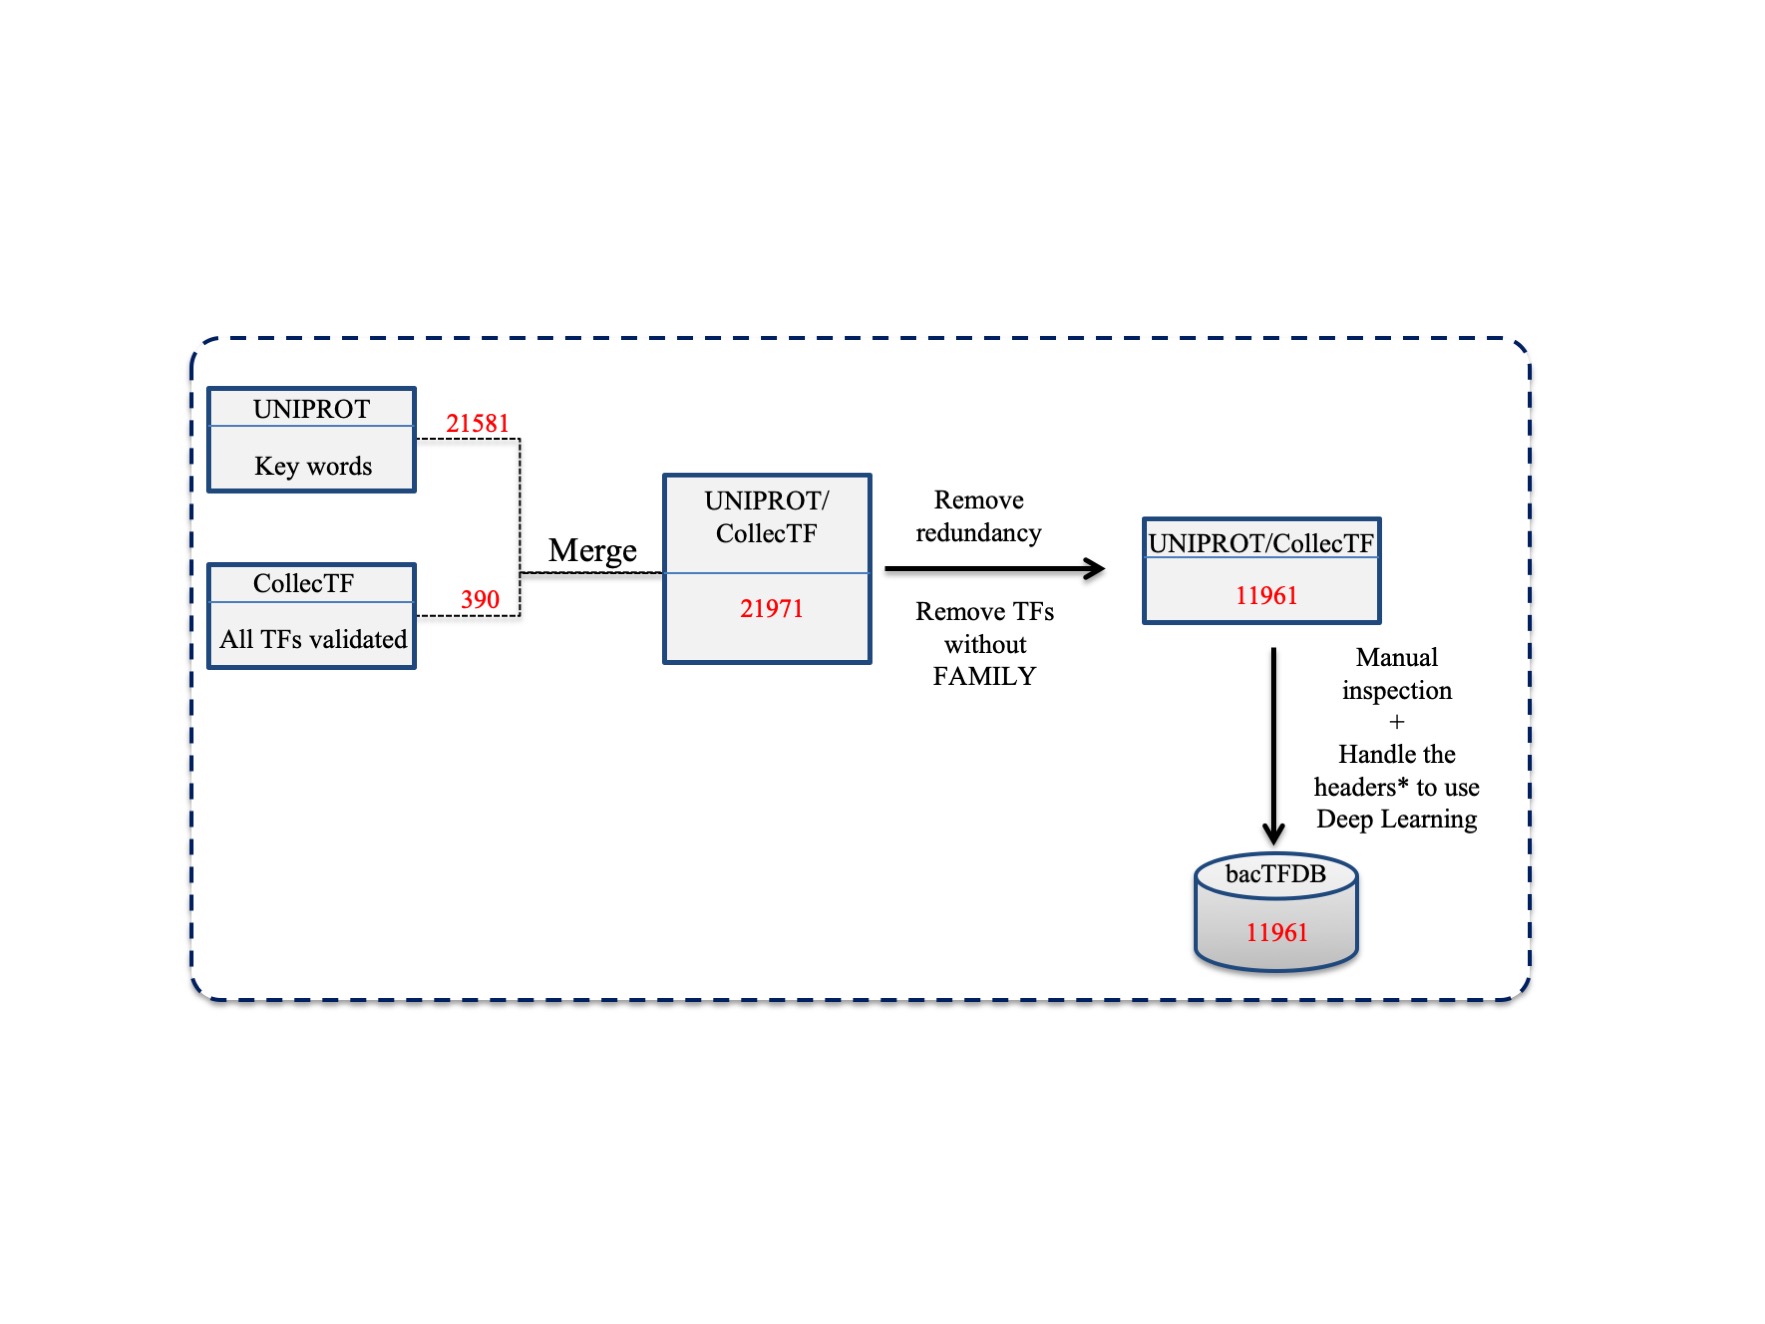 UNIPROT
Key words
21581
CollecTF
All TFs validated
390
Merge
UNIPROT/
CollecTF
21971
Remove
redundancy
Remove TFs
without
FAMILY
UNIPROT/CollecTF
11961
Manual
inspection
+
Handle the
headers* to use
Deep Learning
bacTFDB
11961